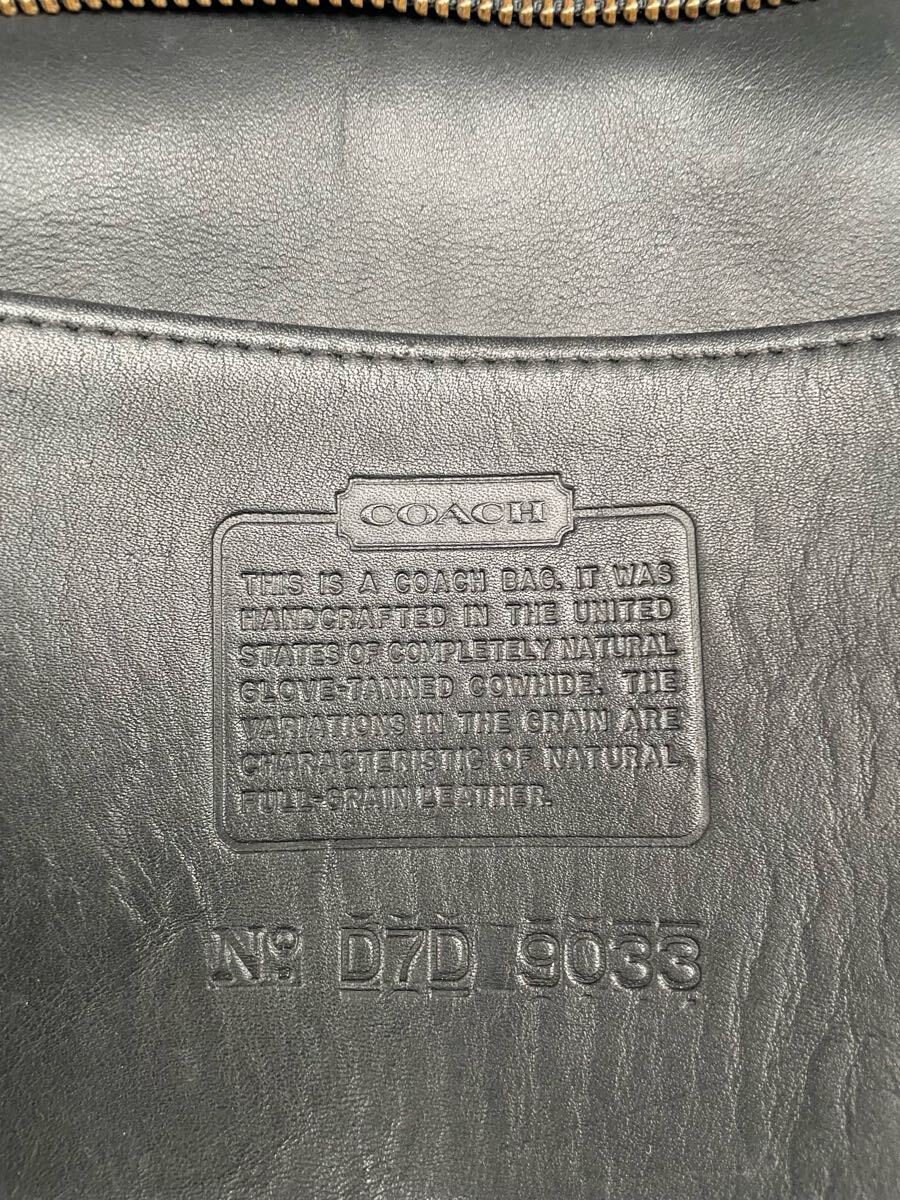 COACH
THIS IS A COACH BAG. IT WAS
HANDCRAFTED IN THE UNITED
STATES OF COMPLETELY NATURAL
GLOVE-TANNED COWHIDE. THE
VARIATIONS IN THE GRAIN ARE
CHARACTERISTIC OF NATURAL
FULL-GRAIN LEATHER.
No D7D 9033